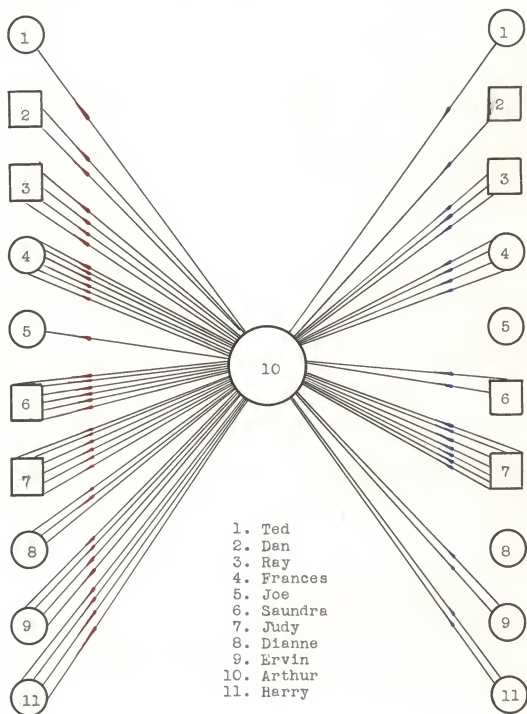 1 1
2 2
3 3
4 4
5 5
10
6 6
7 7
8 8
9 9
11 11
1. Ted
2. Dan
3. Ray
4. Frances
5. Joe
6. Saundra
7. Judy
8. Dianne
9. Ervin
10. Arthur
11. Harry